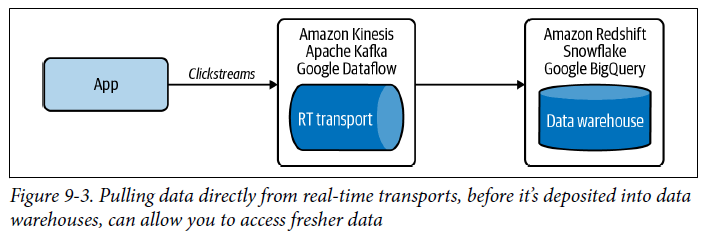 App
Clickstreams
Amazon Kinesis
Apache Kafka
Google Dataflow
RT transport
Amazon Redshift
Snowflake
Google BigQuery
Data warehouse
Figure 9-3. Pulling data directly from real-time transports, before it’s deposited into data
warehouses, can allow you to access fresher data